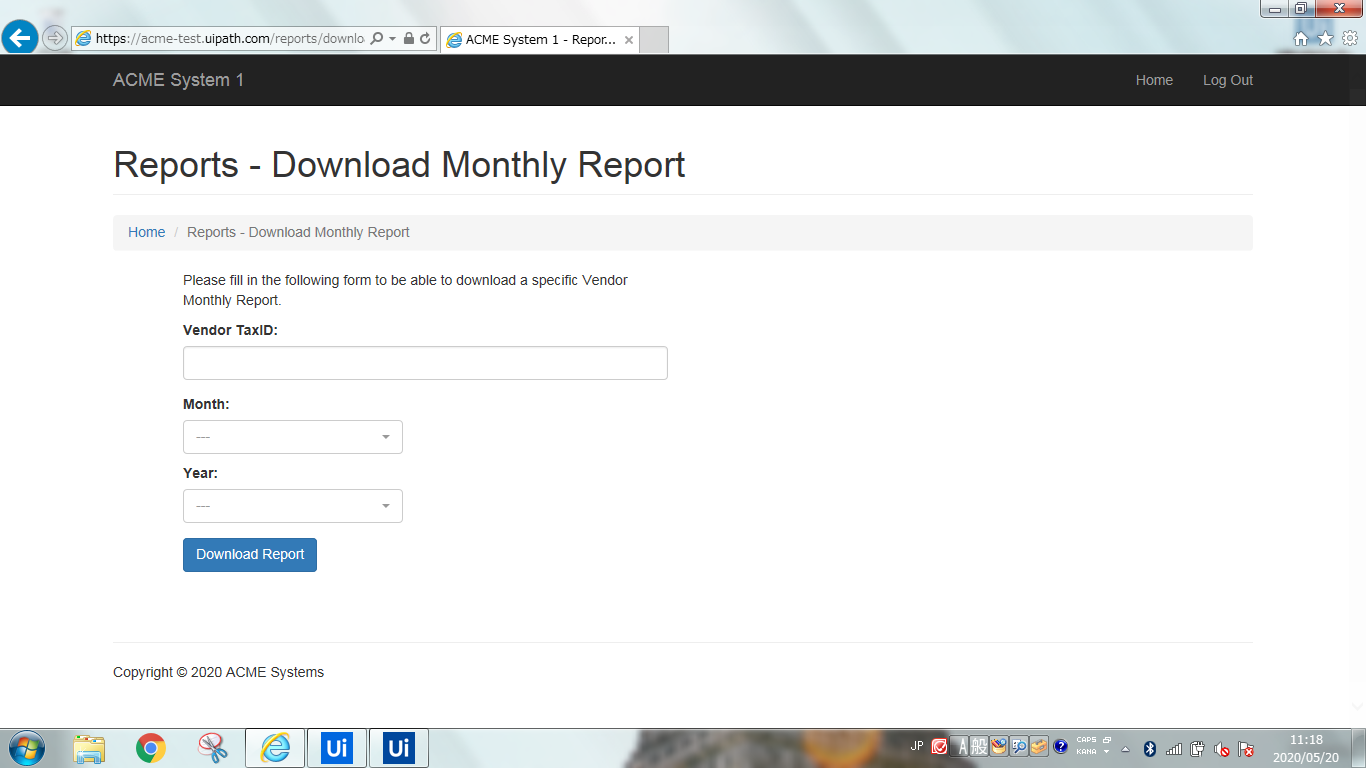 https://acme-test.uipath.com/reports/downlo
ACME System 1 - Repor...
ACME System 1
Home
Log Out
Reports - Download Monthly Report
Home / Reports - Download Monthly Report
Please fill in the following form to be able to download a specific Vendor
Monthly Report.
Vendor TaxID:
Month:
---
Year:
---
Download Report
Copyright © 2020 ACME Systems
Ui
Ui
JP
A 般
CAPS
KANA
11:18
2020/05/20